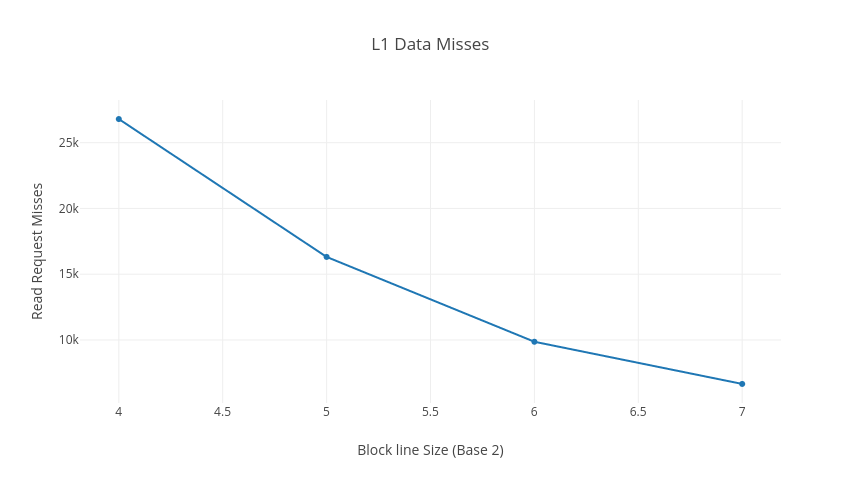 L1 Data Misses
Read Request Misses
25k
20k
15k
10k
4
4.5
5
5.5
6
6.5
7
Block line Size (Base 2)